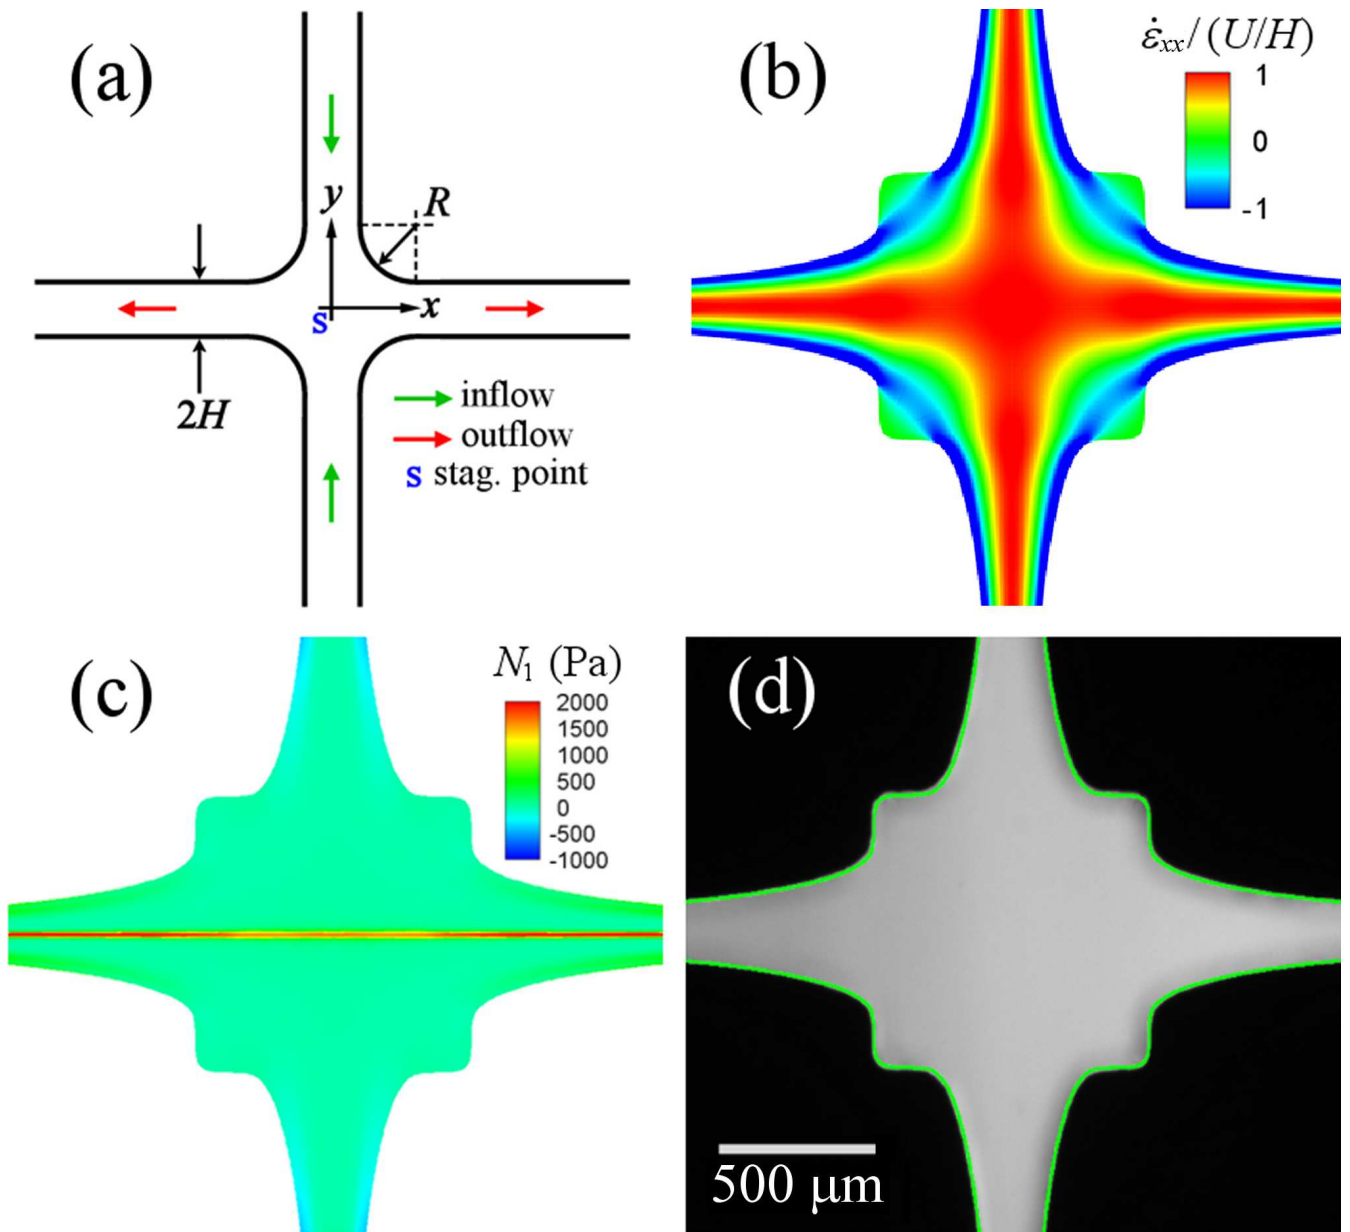 (a)
y
R
x
S
2H
inflow
outflow
S stag. point
(b)
ε̇xx / (U/H)
1
0
-1
(c)
N1 (Pa)
2000
1500
1000
500
0
-500
-1000
(d)
500 μm